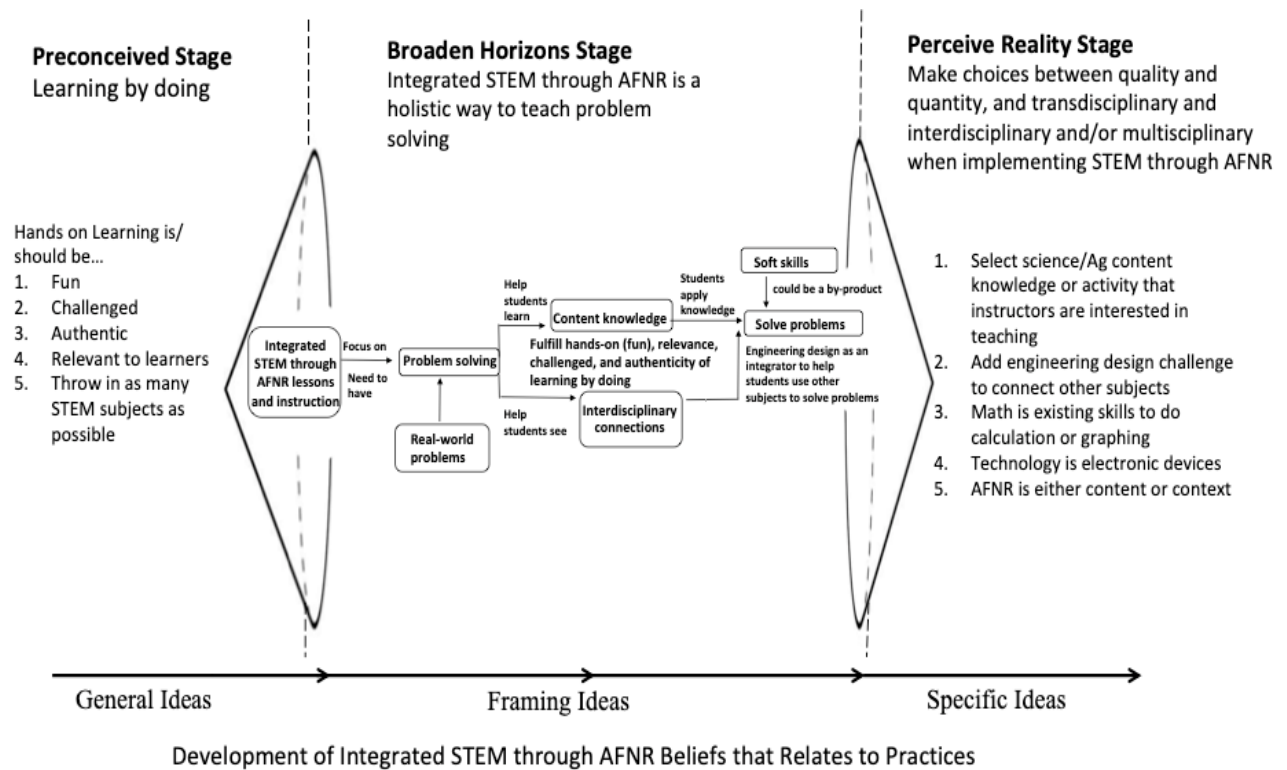 Preconceived Stage
Learning by doing
Hands on Learning is/
should be...
1. Fun
2. Challenged
3. Authentic
4. Relevant to learners
5. Throw in as many
STEM subjects as
possible
Broaden Horizons Stage
Integrated STEM through AFNR is a
holistic way to teach problem
solving
Integrated
STEM through
AFNR lessons
and instruction
Focus on
Need to
have
Problem solving
Real-world
problems
Help
students
learn
Content knowledge
Fulfill hands-on (fun), relevance,
challenged, and authenticity of
learning by doing
Help
students see
Interdisciplinary
connections
Students
apply
knowledge
Soft skills
could be a by-product
Solve problems
Engineering design as an
integrator to help
students use other
subjects to solve problems
Perceive Reality Stage
Make choices between quality and
quantity, and transdisciplinary and
interdisciplinary and/or multisciplinary
when implementing STEM through AFNR
1. Select science/Ag content
knowledge or activity that
instructors are interested in
teaching
2. Add engineering design challenge
to connect other subjects
3. Math is existing skills to do
calculation or graphing
4. Technology is electronic devices
5. AFNR is either content or context
General Ideas
Framing Ideas
Specific Ideas
Development of Integrated STEM through AFNR Beliefs that Relates to Practices